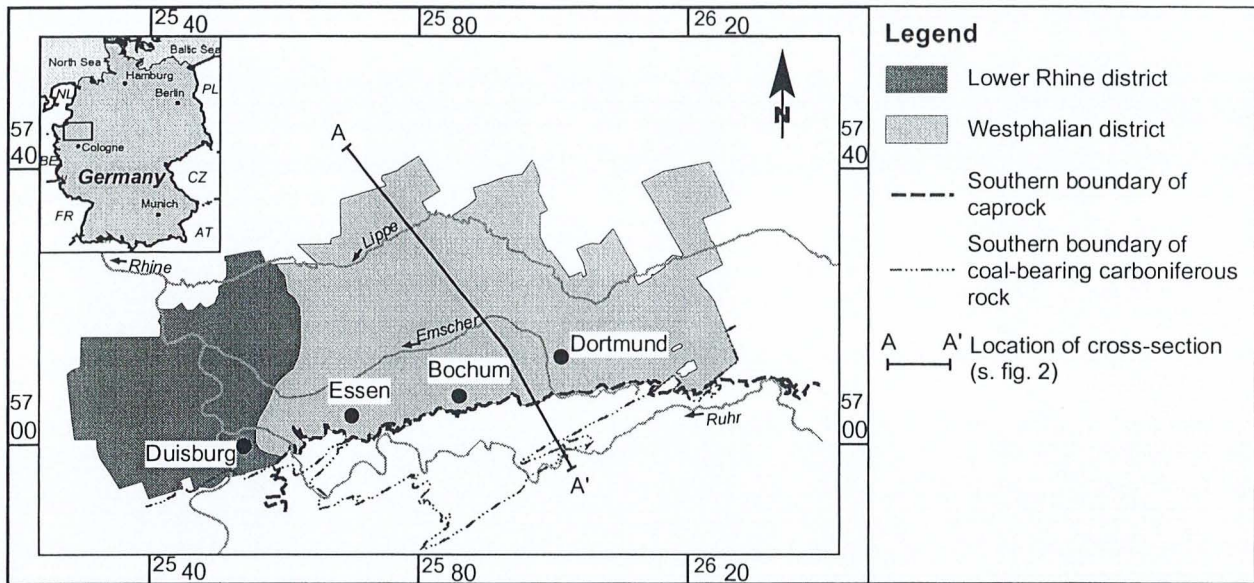 25 40
25 80
26 20
57 40
57 00
57 40
57 00
25 40
25 80
26 20
North Sea
Baltic Sea
Hamburg
NL
Berlin
PL
Cologne
BE
Germany
CZ
FR
Munich
AT
N
A
Lippe
Rhine
Emscher
Dortmund
Bochum
Essen
Ruhr
Duisburg
A'
Legend
Lower Rhine district
Westphalian district
Southern boundary of
caprock
Southern boundary of
coal-bearing carboniferous
rock
A A' Location of cross-section
(s. fig. 2)